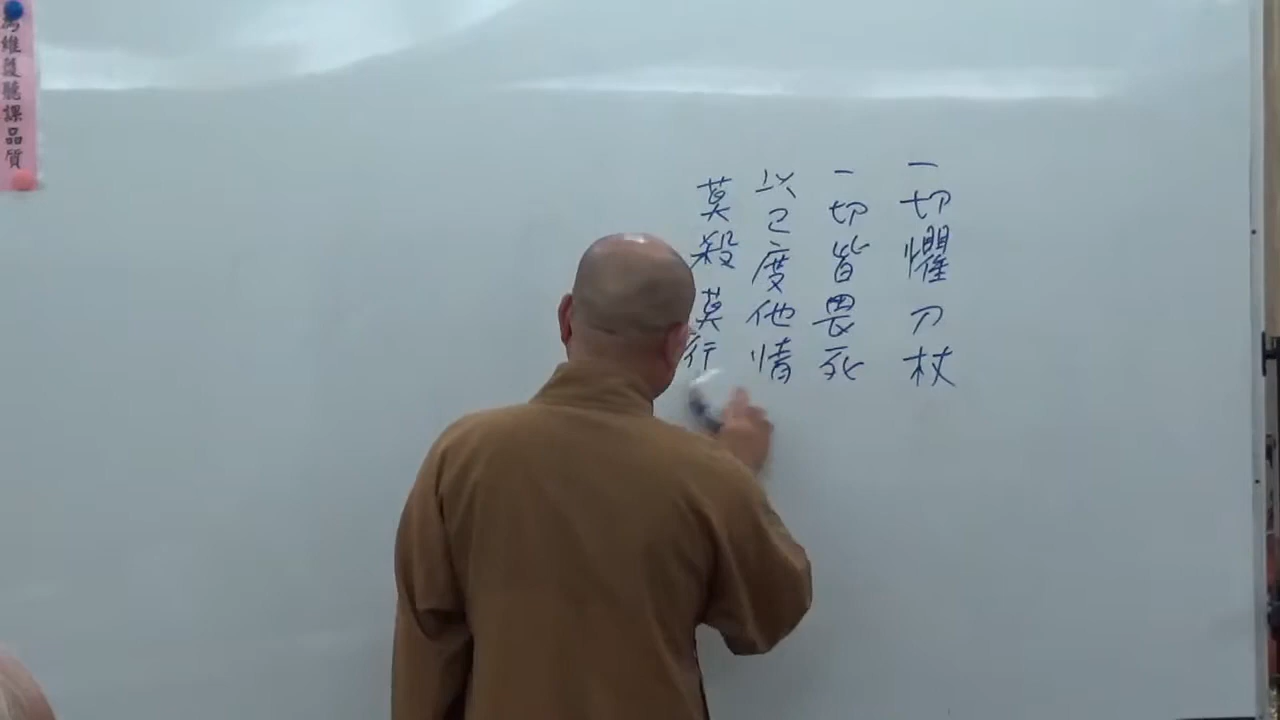 一切懼刀杖
一切皆畏死
以己度他情
莫殺莫行
維護聽課品質